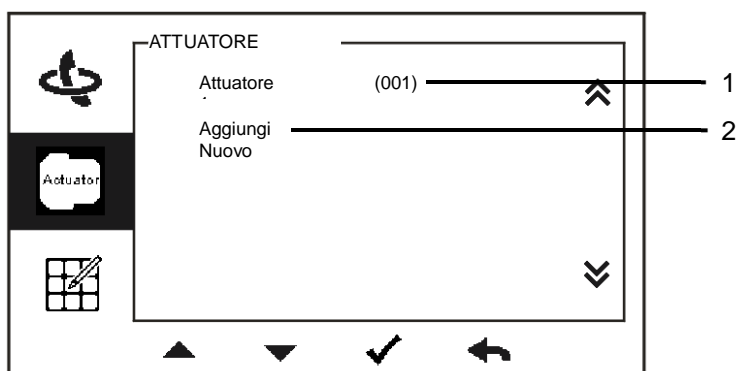 ATTUATORE
Attuatore (001) 1
Aggiungi 2
Nuovo
Actuator